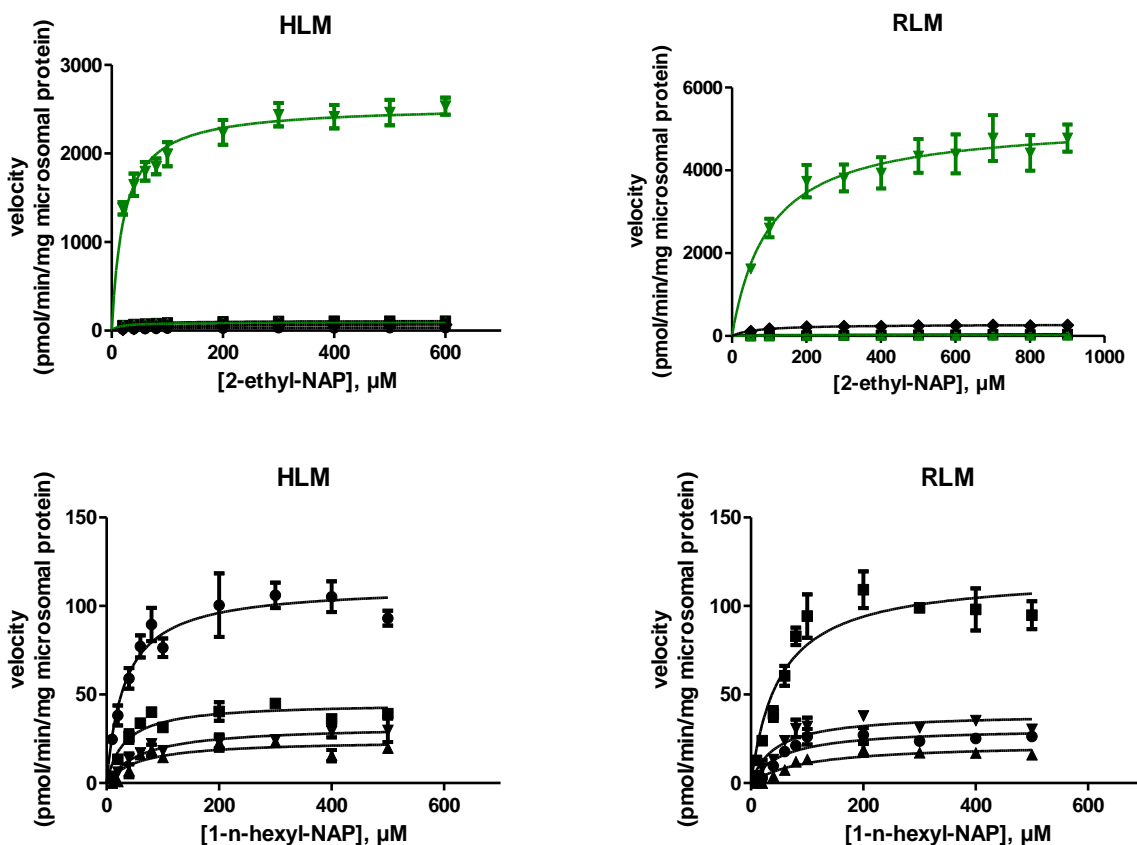 HLM
velocity
(pmol/min/mg microsomal protein)
3000
2000
1000
0
0 200 400 600
[2-ethyl-NAP], µM
RLM
velocity
(pmol/min/mg microsomal protein)
6000
4000
2000
0
0 200 400 600 800 1000
[2-ethyl-NAP], µM
HLM
velocity
(pmol/min/mg microsomal protein)
150
100
50
0
0 200 400 600
[1-n-hexyl-NAP], µM
RLM
velocity
(pmol/min/mg microsomal protein)
150
100
50
0
0 200 400 600
[1-n-hexyl-NAP], µM